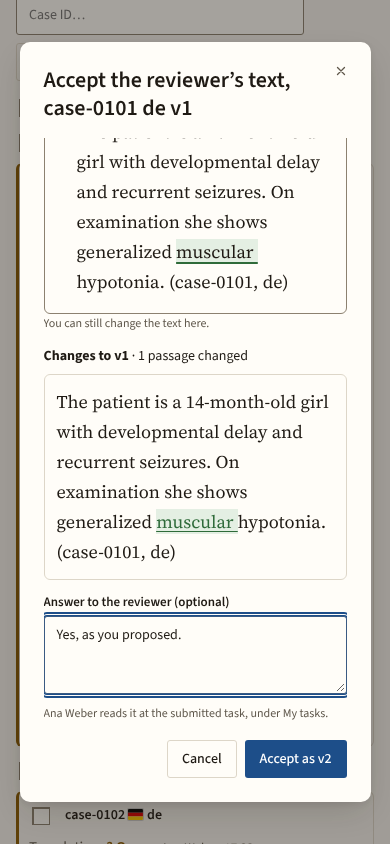 Case ID…
Accept the reviewer’s text,
case-0101 de v1
girl with developmental delay
and recurrent seizures. On
examination she shows
generalized muscular
hypotonia. (case-0101, de)
You can still change the text here.
Changes to v1 · 1 passage changed
The patient is a 14-month-old girl
with developmental delay and
recurrent seizures. On
examination she shows
generalized muscular hypotonia.
(case-0101, de)
Answer to the reviewer (optional)
Yes, as you proposed.
Ana Weber reads it at the submitted task, under My tasks.
Cancel
Accept as v2
case-0102 de